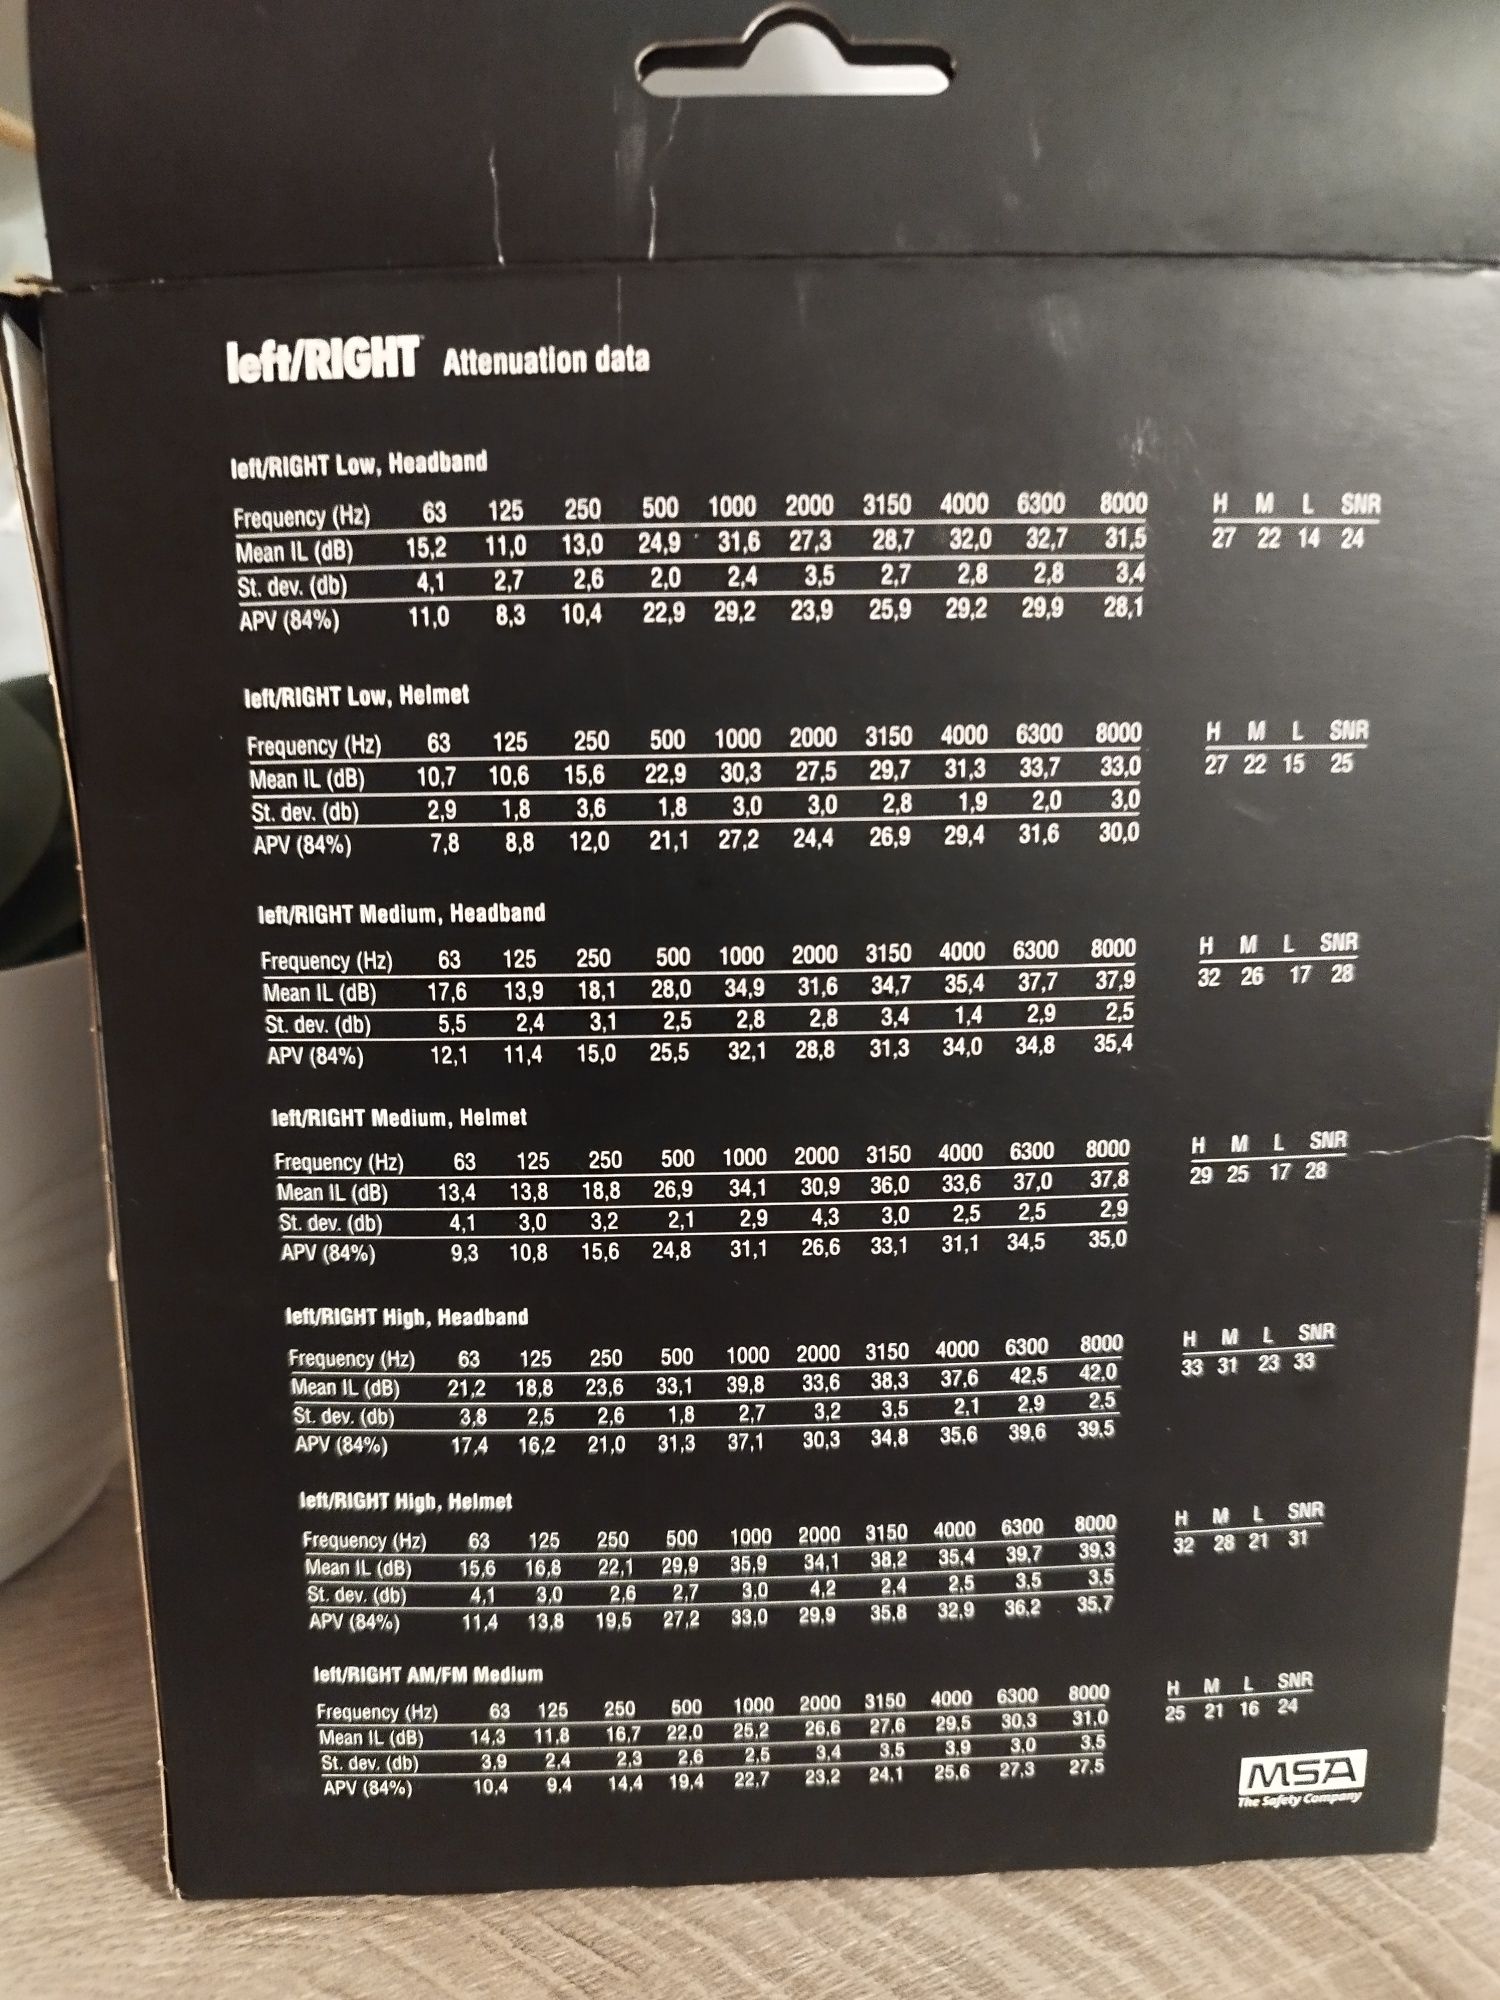 left/RIGHT™ Attenuation data
left/RIGHT Low, Headband
Frequency (Hz) 63 125 250 500 1000 2000 3150 4000 6300 8000 H M L SNR
Mean IL (dB) 15,2 11,0 13,0 24,9 31,6 27,3 28,7 32,0 32,7 31,5 27 22 14 24
St. dev. (db) 4,1 2,7 2,6 2,0 2,4 3,5 2,7 2,8 2,8 3,4
APV (84%) 11,0 8,3 10,4 22,9 29,2 23,9 25,9 29,2 29,9 28,1
left/RIGHT Low, Helmet
Frequency (Hz) 63 125 250 500 1000 2000 3150 4000 6300 8000 H M L SNR
Mean IL (dB) 10,7 10,6 15,6 22,9 30,3 27,5 29,7 31,3 33,7 33,0 27 22 15 25
St. dev. (db) 2,9 1,8 3,6 1,8 3,0 3,0 2,8 1,9 2,0 3,0
APV (84%) 7,8 8,8 12,0 21,1 27,2 24,4 26,9 29,4 31,6 30,0
left/RIGHT Medium, Headband
Frequency (Hz) 63 125 250 500 1000 2000 3150 4000 6300 8000 H M L SNR
Mean IL (dB) 17,6 13,9 18,1 28,0 34,9 31,6 34,7 35,4 37,7 37,9 32 26 17 28
St. dev. (db) 5,5 2,4 3,1 2,5 2,8 2,8 3,4 1,4 2,9 2,5
APV (84%) 12,1 11,4 15,0 25,5 32,1 28,8 31,3 34,0 34,8 35,4
left/RIGHT Medium, Helmet
Frequency (Hz) 63 125 250 500 1000 2000 3150 4000 6300 8000 H M L SNR
Mean IL (dB) 13,4 13,8 18,8 26,9 34,1 30,9 36,0 33,6 37,0 37,8 29 25 17 28
St. dev. (db) 4,1 3,0 3,2 2,1 2,9 4,3 3,0 2,5 2,5 2,9
APV (84%) 9,3 10,8 15,6 24,8 31,1 26,6 33,1 31,1 34,5 35,0
left/RIGHT High, Headband
Frequency (Hz) 63 125 250 500 1000 2000 3150 4000 6300 8000 H M L SNR
Mean IL (dB) 21,2 18,8 23,6 33,1 39,8 33,6 38,3 37,6 42,5 42,0 33 31 23 33
St. dev. (db) 3,8 2,5 2,6 1,8 2,7 3,2 3,5 2,1 2,9 2,5
APV (84%) 17,4 16,2 21,0 31,3 37,1 30,3 34,8 35,6 39,6 39,5
left/RIGHT High, Helmet
Frequency (Hz) 63 125 250 500 1000 2000 3150 4000 6300 8000 H M L SNR
Mean IL (dB) 15,6 16,8 22,1 29,9 35,9 34,1 38,2 35,4 39,7 39,3 32 28 21 31
St. dev. (db) 4,1 3,0 2,6 2,7 3,0 4,2 2,4 2,5 3,5 3,5
APV (84%) 11,4 13,8 19,5 27,2 33,0 29,9 35,8 32,9 36,2 35,7
left/RIGHT AM/FM Medium
Frequency (Hz) 63 125 250 500 1000 2000 3150 4000 6300 8000 H M L SNR
Mean IL (dB) 14,3 11,8 16,7 22,0 25,2 26,6 27,6 29,5 30,3 31,0 25 21 16 24
St. dev. (db) 3,9 2,4 2,3 2,6 2,5 3,4 3,5 3,9 3,0 3,5
APV (84%) 10,4 9,4 14,4 19,4 22,7 23,2 24,1 25,6 27,3 27,5
MSA
The Safety Company